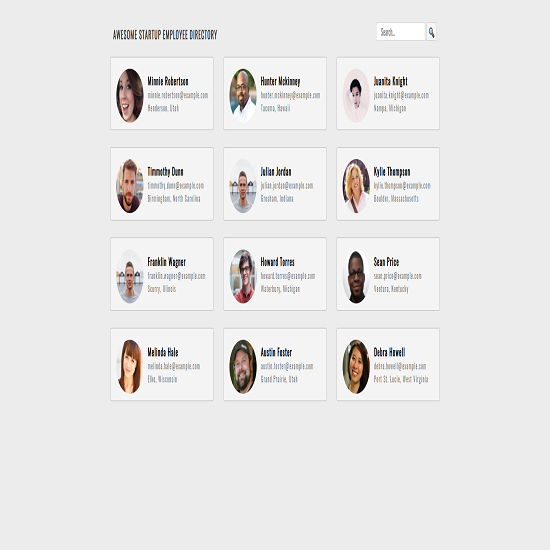 AWESOME STARTUP EMPLOYEE DIRECTORY
Search...
Minnie Robertson
minnie.robertson@example.com
Henderson, Utah
Hunter Mckinney
hunter.mckinney@example.com
Tacoma, Hawaii
Juanita Knight
juanita.knight@example.com
Nampa, Michigan
Timmothy Dunn
timmothy.dunn@example.com
Birmingham, North Carolina
Julian Jordan
julian.jordan@example.com
Gresham, Indiana
Kylie Thompson
kylie.thompson@example.com
Boulder, Massachusetts
Franklin Wagner
franklin.wagner@example.com
Scurry, Illinois
Howard Torres
howard.torres@example.com
Waterbury, Michigan
Sean Price
sean.price@example.com
Ventura, Kentucky
Melinda Hale
melinda.hale@example.com
Elko, Wisconsin
Austin Foster
austin.foster@example.com
Grand Prairie, Utah
Debra Howell
debra.howell@example.com
Port St. Lucie, West Virginia